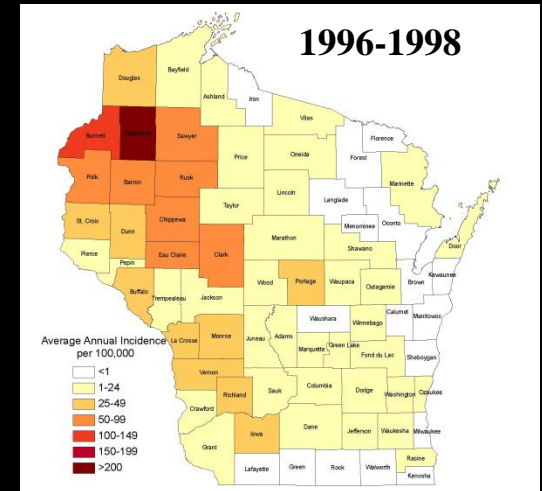 1996-1998
Douglas
Bayfield
Ashland
Iron
Vilas
Florence
Burnett
Sawyer
Price
Oneida
Forest
Marinette
Polk
Barron
Rusk
Lincoln
Langlade
Taylor
Chippewa
Menominee
Oconto
St. Croix
Dunn
Marathon
Shawano
Door
Pierce
Pepin
Eau Claire
Clark
Kewaunee
Buffalo
Trempealeau
Jackson
Wood
Portage
Waupaca
Outagamie
Brown
Waushara
Winnebago
Calumet
Manitowoc
La Crosse
Monroe
Juneau
Adams
Marquette
Green Lake
Fond du Lac
Sheboygan
Vernon
Richland
Sauk
Columbia
Dodge
Washington
Ozaukee
Crawford
Grant
Iowa
Dane
Jefferson
Waukesha
Milwaukee
Lafayette
Green
Rock
Walworth
Racine
Kenosha
Average Annual Incidence
per 100,000
<1
1-24
25-49
50-99
100-149
150-199
>200